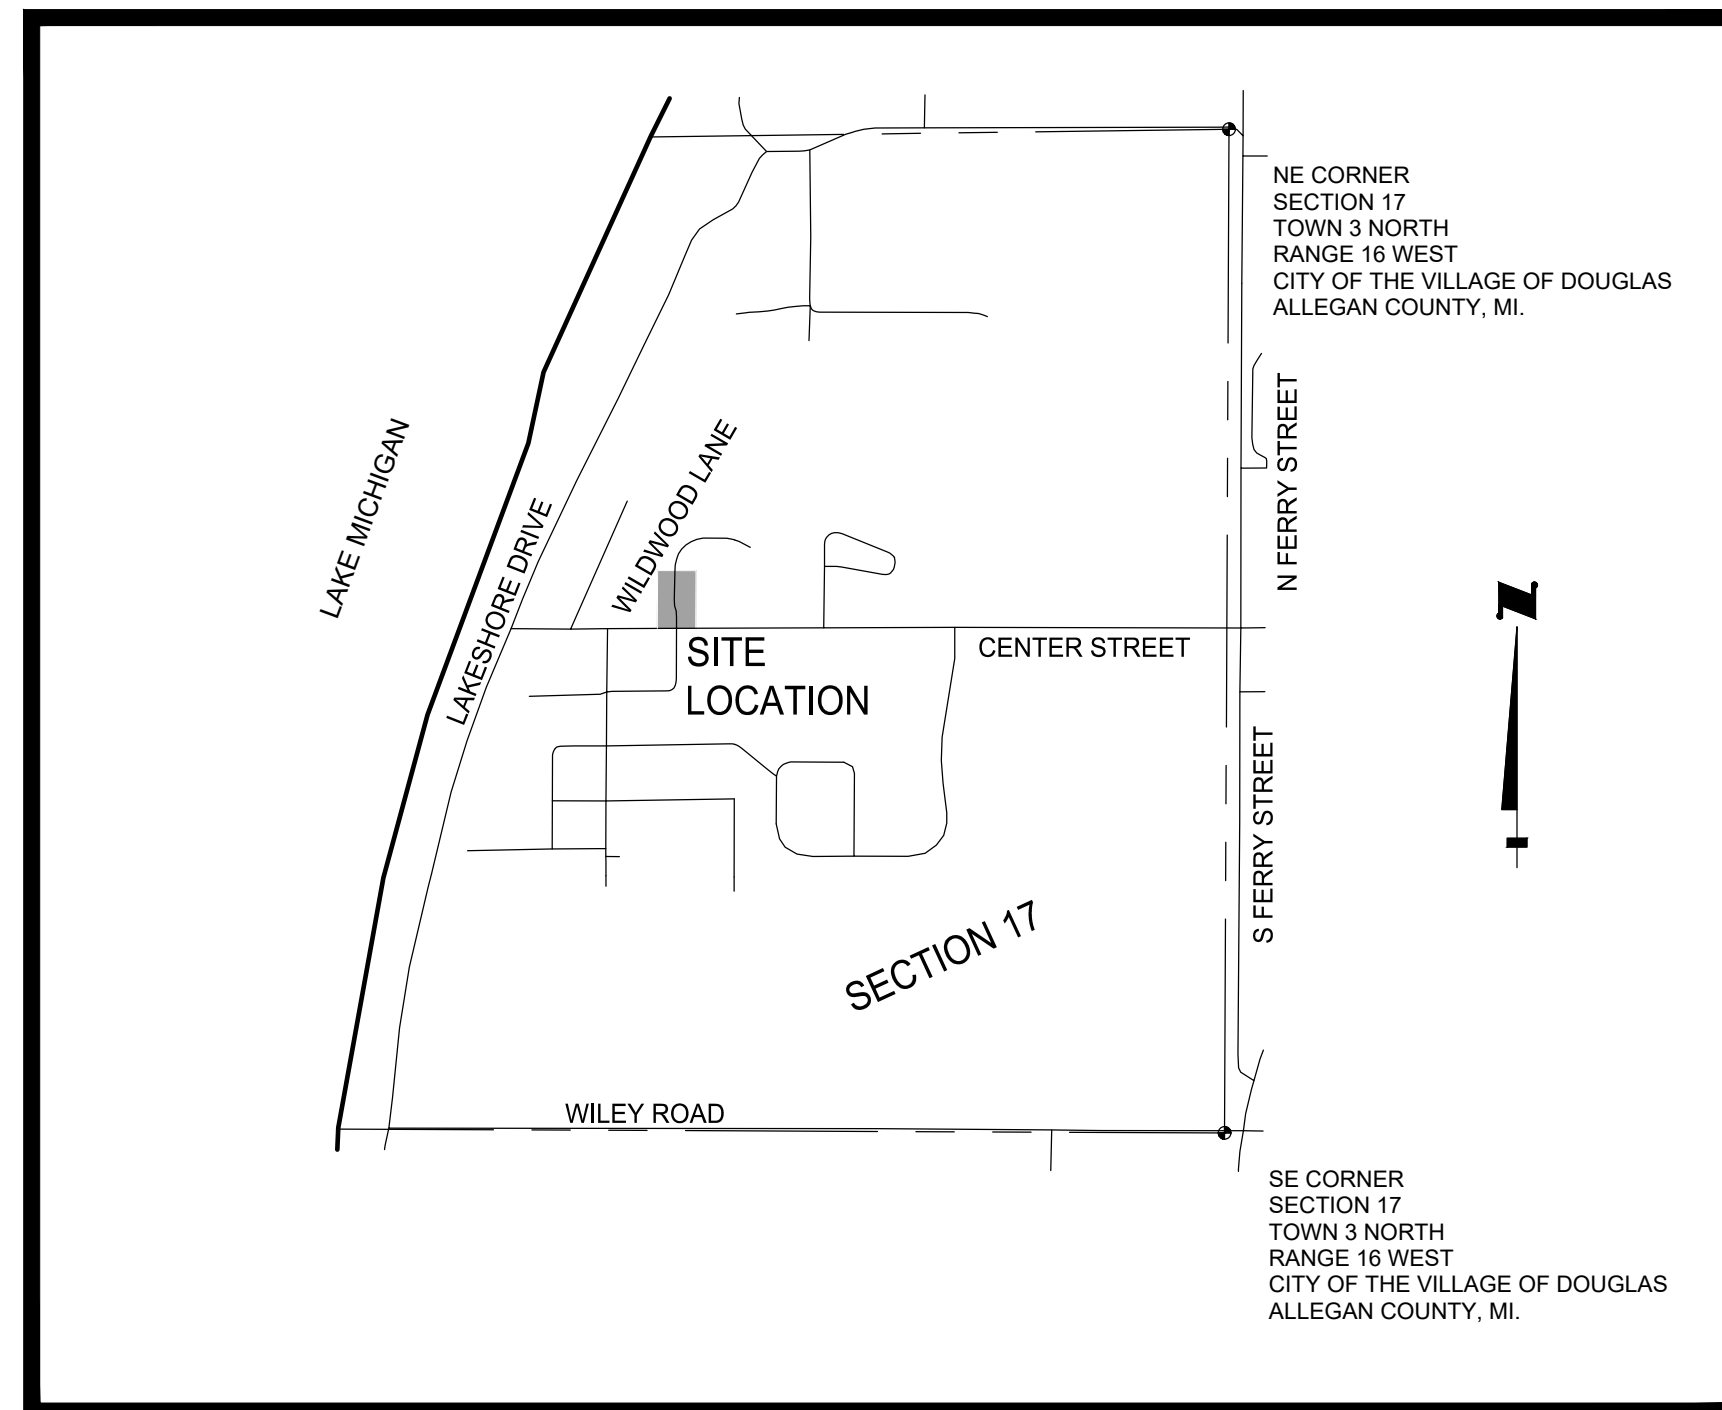 NE CORNER
SECTION 17
TOWN 3 NORTH
RANGE 16 WEST
CITY OF THE VILLAGE OF DOUGLAS
ALLEGAN COUNTY, MI.
N FERRY STREET
LAKE MICHIGAN
LAKESHORE DRIVE
WILDWOOD LANE
N
SITE
LOCATION
CENTER STREET
S FERRY STREET
SECTION 17
WILEY ROAD
SE CORNER
SECTION 17
TOWN 3 NORTH
RANGE 16 WEST
CITY OF THE VILLAGE OF DOUGLAS
ALLEGAN COUNTY, MI.